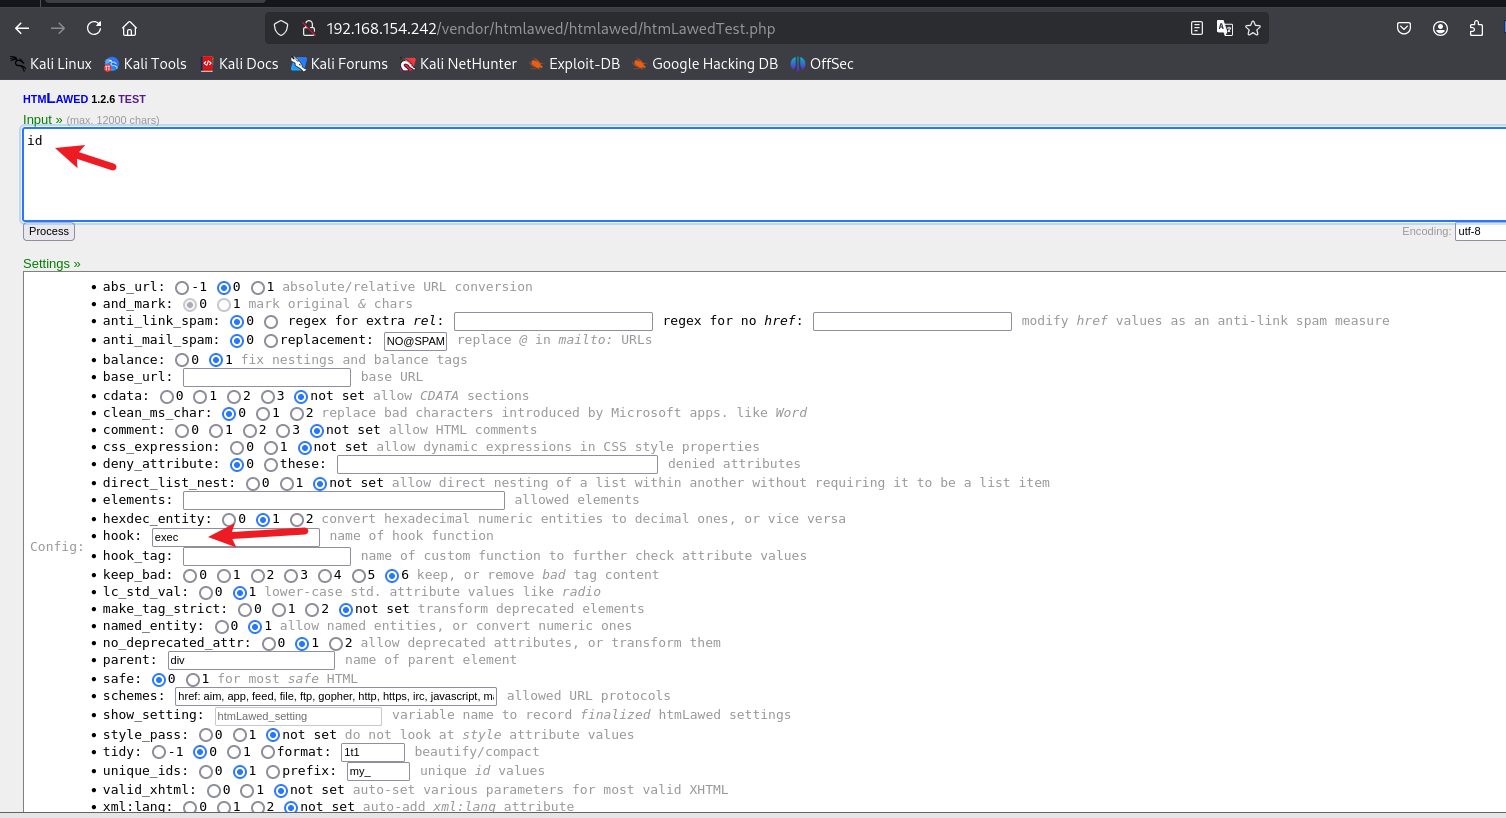 192.168.154.242/vendor/htmlawed/htmlawed/htmLawedTest.php
Kali Linux Kali Tools Kali Docs Kali Forums Kali NetHunter Exploit-DB Google Hacking DB OffSec
HTMLAWED 1.2.6 TEST
Input » (max. 12000 chars)
id
Process Encoding: utf-8
Settings »
• abs_url: -1 0 1 absolute/relative URL conversion
• and_mark: 0 1 mark original & chars
• anti_link_spam: 0 regex for extra rel: regex for no href: modify href values as an anti-link spam measure
• anti_mail_spam: 0 replacement: NO@SPAM replace @ in mailto: URLs
• balance: 0 1 fix nestings and balance tags
• base_url: base URL
• cdata: 0 1 2 3 not set allow CDATA sections
• clean_ms_char: 0 1 2 replace bad characters introduced by Microsoft apps. like Word
• comment: 0 1 2 3 not set allow HTML comments
• css_expression: 0 1 not set allow dynamic expressions in CSS style properties
• deny_attribute: 0 these: denied attributes
• direct_list_nest: 0 1 not set allow direct nesting of a list within another without requiring it to be a list item
• elements: allowed elements
• hexdec_entity: 0 1 2 convert hexadecimal numeric entities to decimal ones, or vice versa
• hook: exec name of hook function
Config:
• hook_tag: name of custom function to further check attribute values
• keep_bad: 0 1 2 3 4 5 6 keep, or remove bad tag content
• lc_std_val: 0 1 lower-case std. attribute values like radio
• make_tag_strict: 0 1 2 not set transform deprecated elements
• named_entity: 0 1 allow named entities, or convert numeric ones
• no_deprecated_attr: 0 1 2 allow deprecated attributes, or transform them
• parent: div name of parent element
• safe: 0 1 for most safe HTML
• schemes: href: aim, app, feed, file, ftp, gopher, http, https, irc, javascript, allowed URL protocols
• show_setting: htmLawed_setting variable name to record finalized htmLawed settings
• style_pass: 0 1 not set do not look at style attribute values
• tidy: -1 0 1 format: 1t1 beautify/compact
• unique_ids: 0 1 prefix: my_ unique id values
• valid_xhtml: 0 1 not set auto-set various parameters for most valid XHTML
• xml:lang: 0 1 2 not set auto-add xml:lang attribute